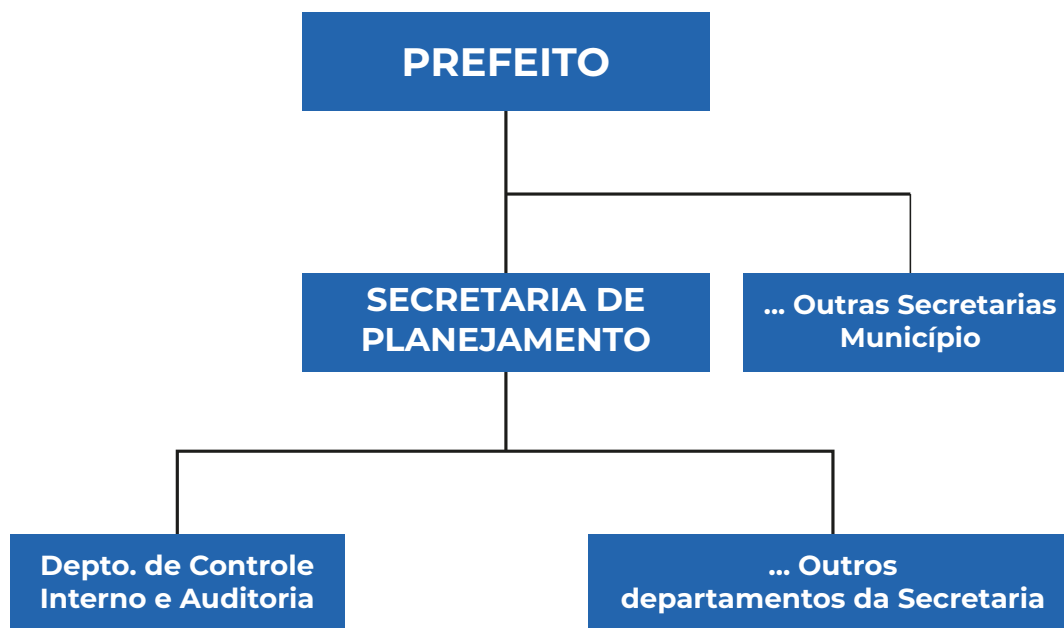 PREFEITO
SECRETARIA DE
PLANEJAMENTO
... Outras Secretarias
Município
Depto. de Controle
Interno e Auditoria
... Outros
departamentos da Secretaria